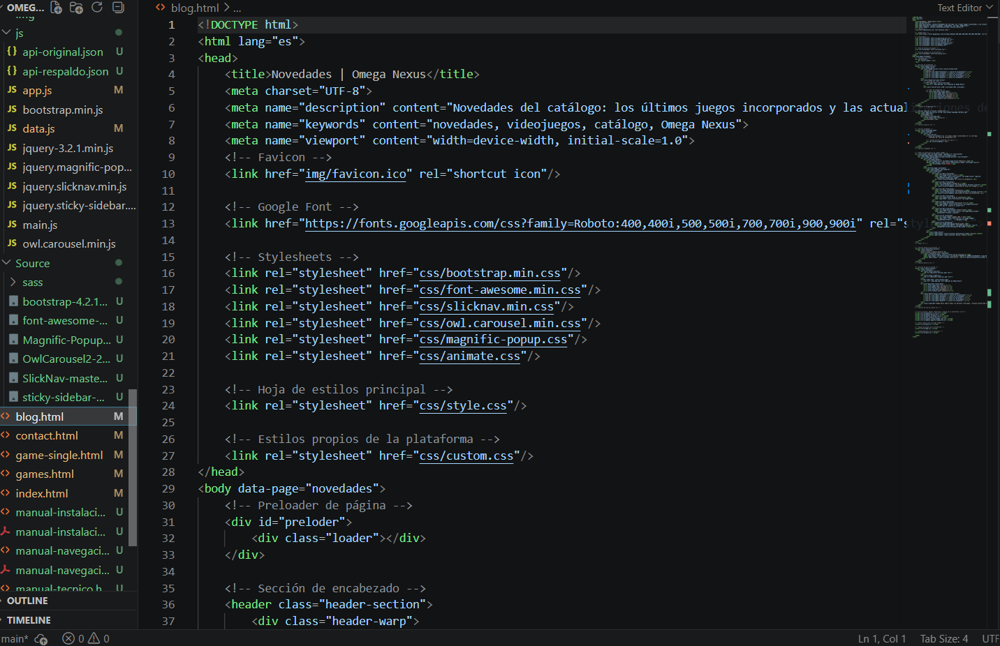 OMEG...
blog.html > ...
Text Editor
img
js
{} api-original.json U
{} api-respaldo.json U
JS app.js M
JS bootstrap.min.js
JS data.js M
JS jquery-3.2.1.min.js
JS jquery.magnific-pop...
JS jquery.slicknav.min.js
JS jquery.sticky-sidebar....
JS main.js
JS owl.carousel.min.js
Source
sass
bootstrap-4.2.1... U
font-awesome-... U
Magnific-Popup... U
OwlCarousel2-2... U
SlickNav-maste... U
sticky-sidebar-... U
blog.html M
contact.html M
game-single.html M
games.html M
index.html M
manual-instalaci... U
manual-instalaci... U
manual-navegaci... U
manual-navegaci... U
manual-tecnico.h U
OUTLINE
TIMELINE
1 <!DOCTYPE html>
2 <html lang="es">
3 <head>
4 <title>Novedades | Omega Nexus</title>
5 <meta charset="UTF-8">
6 <meta name="description" content="Novedades del catálogo: los últimos juegos incorporados y las actual
7 <meta name="keywords" content="novedades, videojuegos, catálogo, Omega Nexus">
8 <meta name="viewport" content="width=device-width, initial-scale=1.0">
9 <!-- Favicon -->
10 <link href="img/favicon.ico" rel="shortcut icon"/>
11
12 <!-- Google Font -->
13 <link href="https://fonts.googleapis.com/css?family=Roboto:400,400i,500,500i,700,700i,900,900i" rel="s
14
15 <!-- Stylesheets -->
16 <link rel="stylesheet" href="css/bootstrap.min.css"/>
17 <link rel="stylesheet" href="css/font-awesome.min.css"/>
18 <link rel="stylesheet" href="css/slicknav.min.css"/>
19 <link rel="stylesheet" href="css/owl.carousel.min.css"/>
20 <link rel="stylesheet" href="css/magnific-popup.css"/>
21 <link rel="stylesheet" href="css/animate.css"/>
22
23 <!-- Hoja de estilos principal -->
24 <link rel="stylesheet" href="css/style.css"/>
25
26 <!-- Estilos propios de la plataforma -->
27 <link rel="stylesheet" href="css/custom.css"/>
28 </head>
29 <body data-page="novedades">
30 <!-- Preloader de página -->
31 <div id="preloder">
32 <div class="loader"></div>
33 </div>
34
35 <!-- Sección de encabezado -->
36 <header class="header-section">
37 <div class="header-warp">
main* 0 0
Ln 1, Col 1 Tab Size: 4 UTF